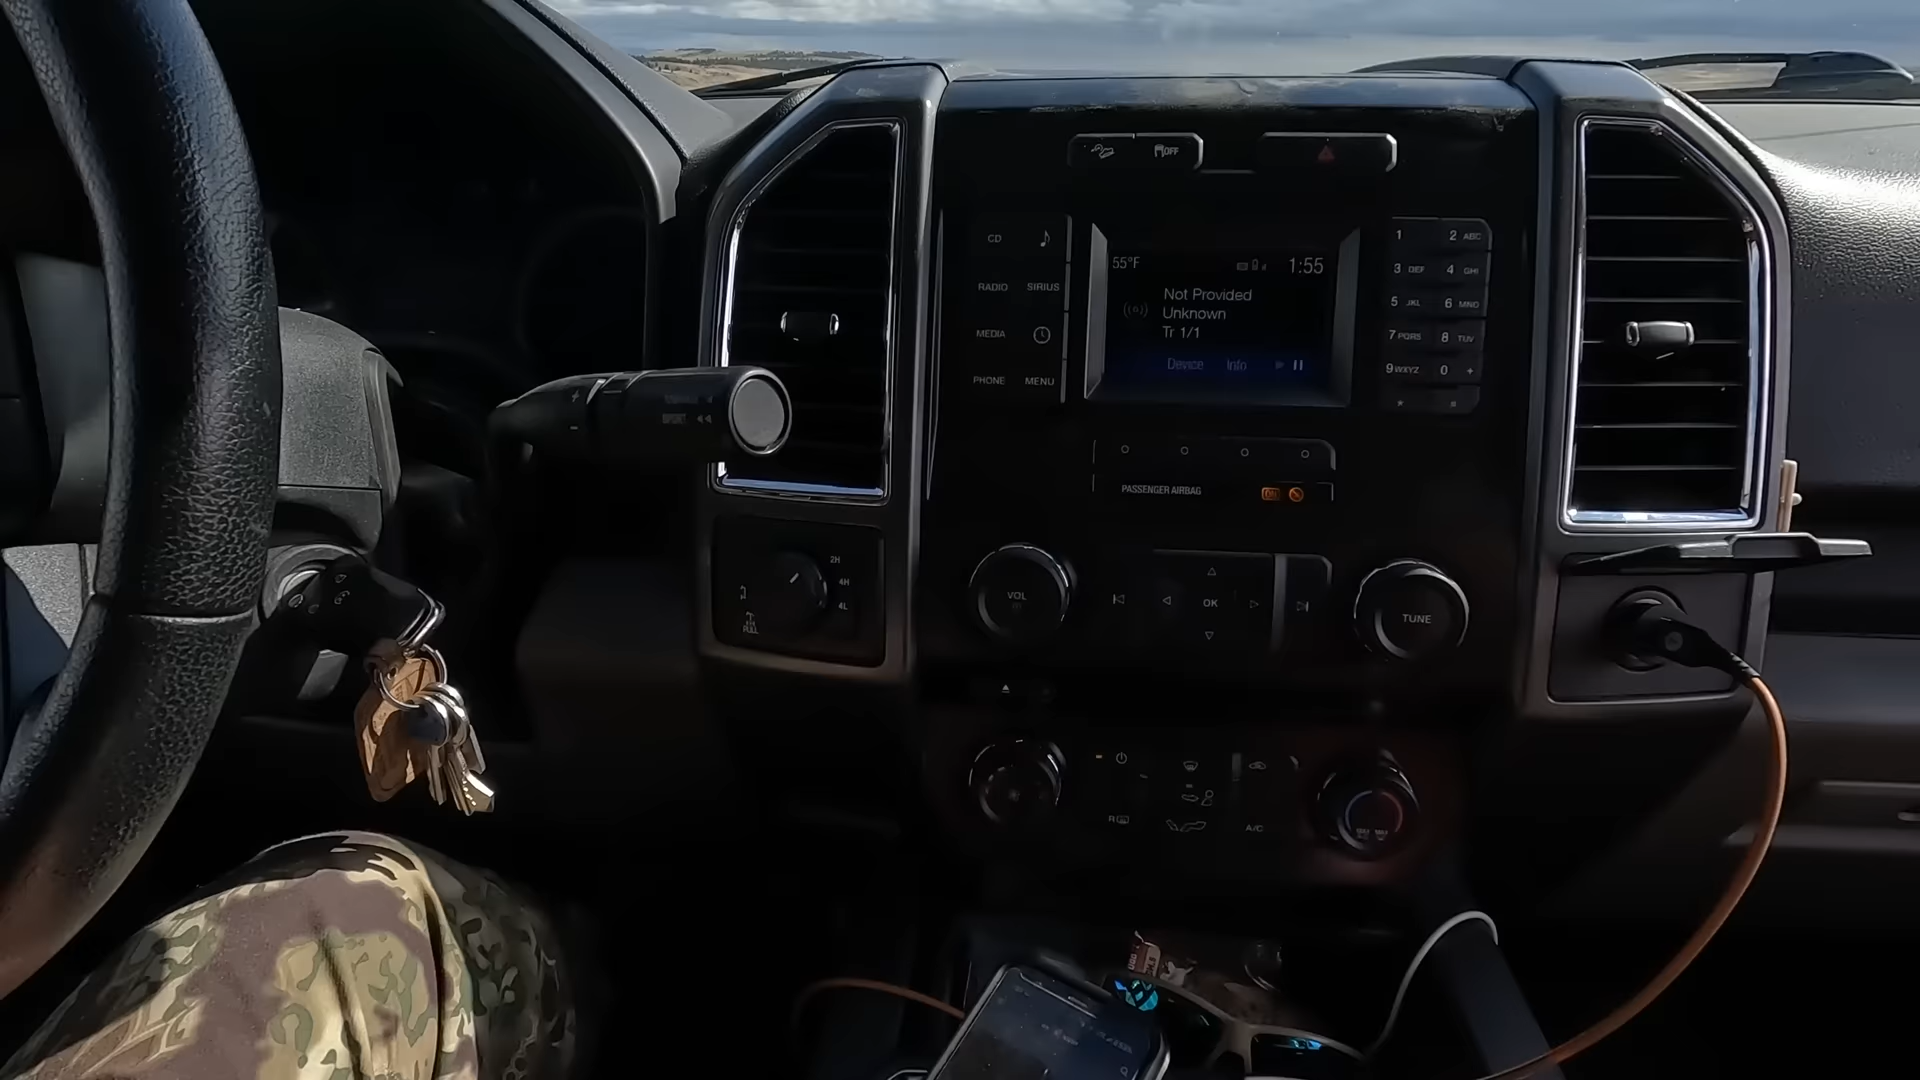 OFF
CD
RADIO SIRIUS
MEDIA
PHONE MENU
55°F 1:55
Not Provided
Unknown
Tr 1/1
Device Info
1 2 ABC
3 DEF 4 GHI
5 JKL 6 MNO
7 PQRS 8 TUV
9 WXYZ 0 +
* #
PASSENGER AIRBAG
2H
4H
4L
PULL
VOL
OK
TUNE
R
A/C